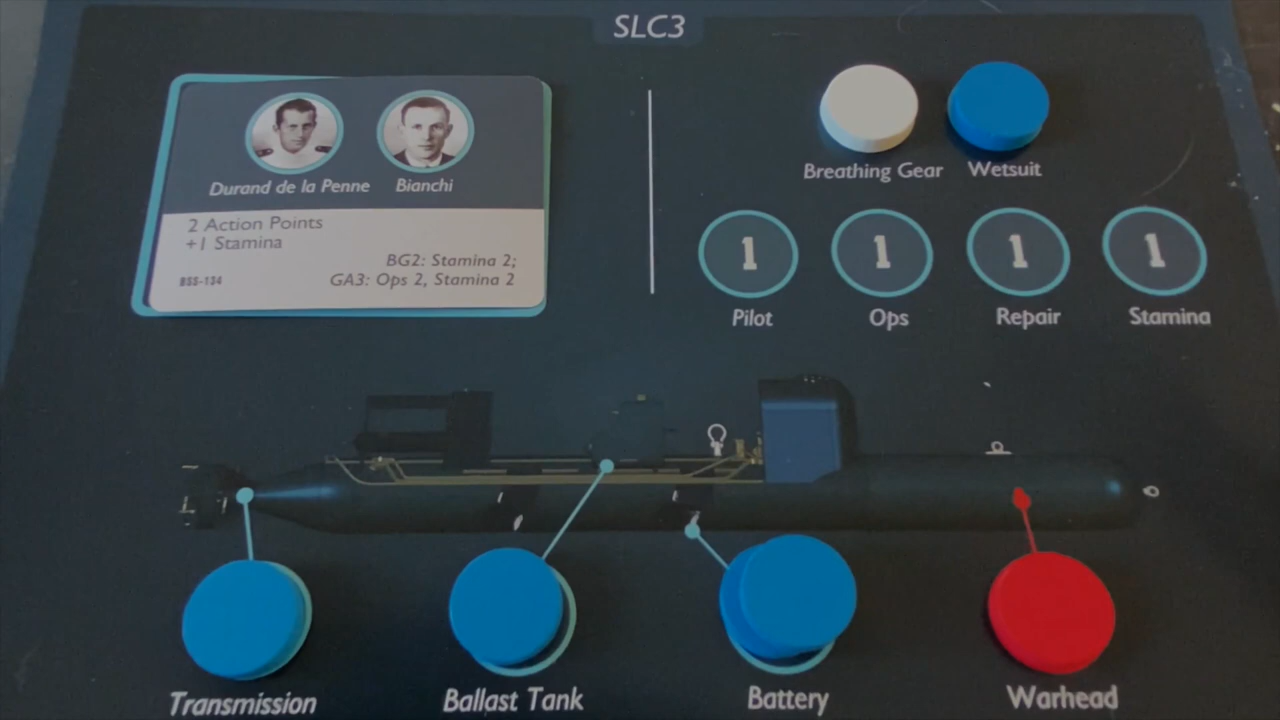 SLC3
Durand de la Penne Bianchi
2 Action Points
+1 Stamina
BG2: Stamina 2;
BSS-134 GA3: Ops 2, Stamina 2
Breathing Gear Wetsuit
1 1 1 1
Pilot Ops Repair Stamina
Transmission Ballast Tank Battery Warhead